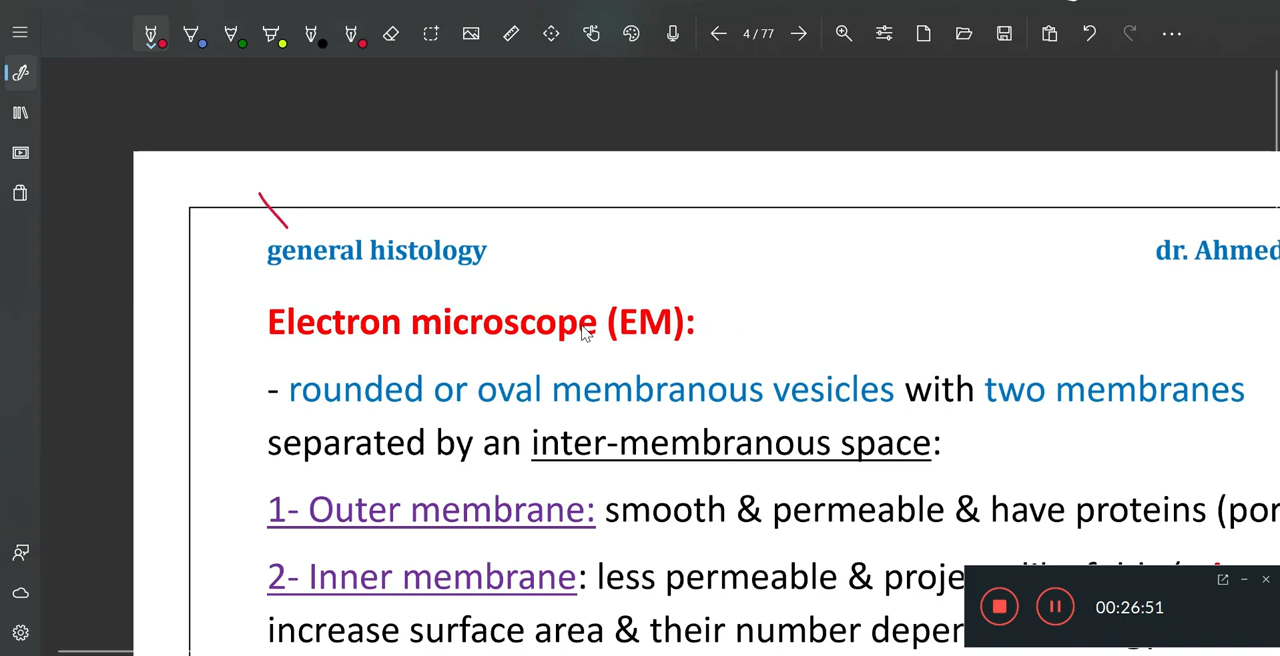 4 / 77
general histology dr. Ahmed
Electron microscope (EM):
- rounded or oval membranous vesicles with two membranes
separated by an inter-membranous space:
1- Outer membrane: smooth & permeable & have proteins (por
2- Inner membrane: less permeable &
increase surface area & their number
00:26:51